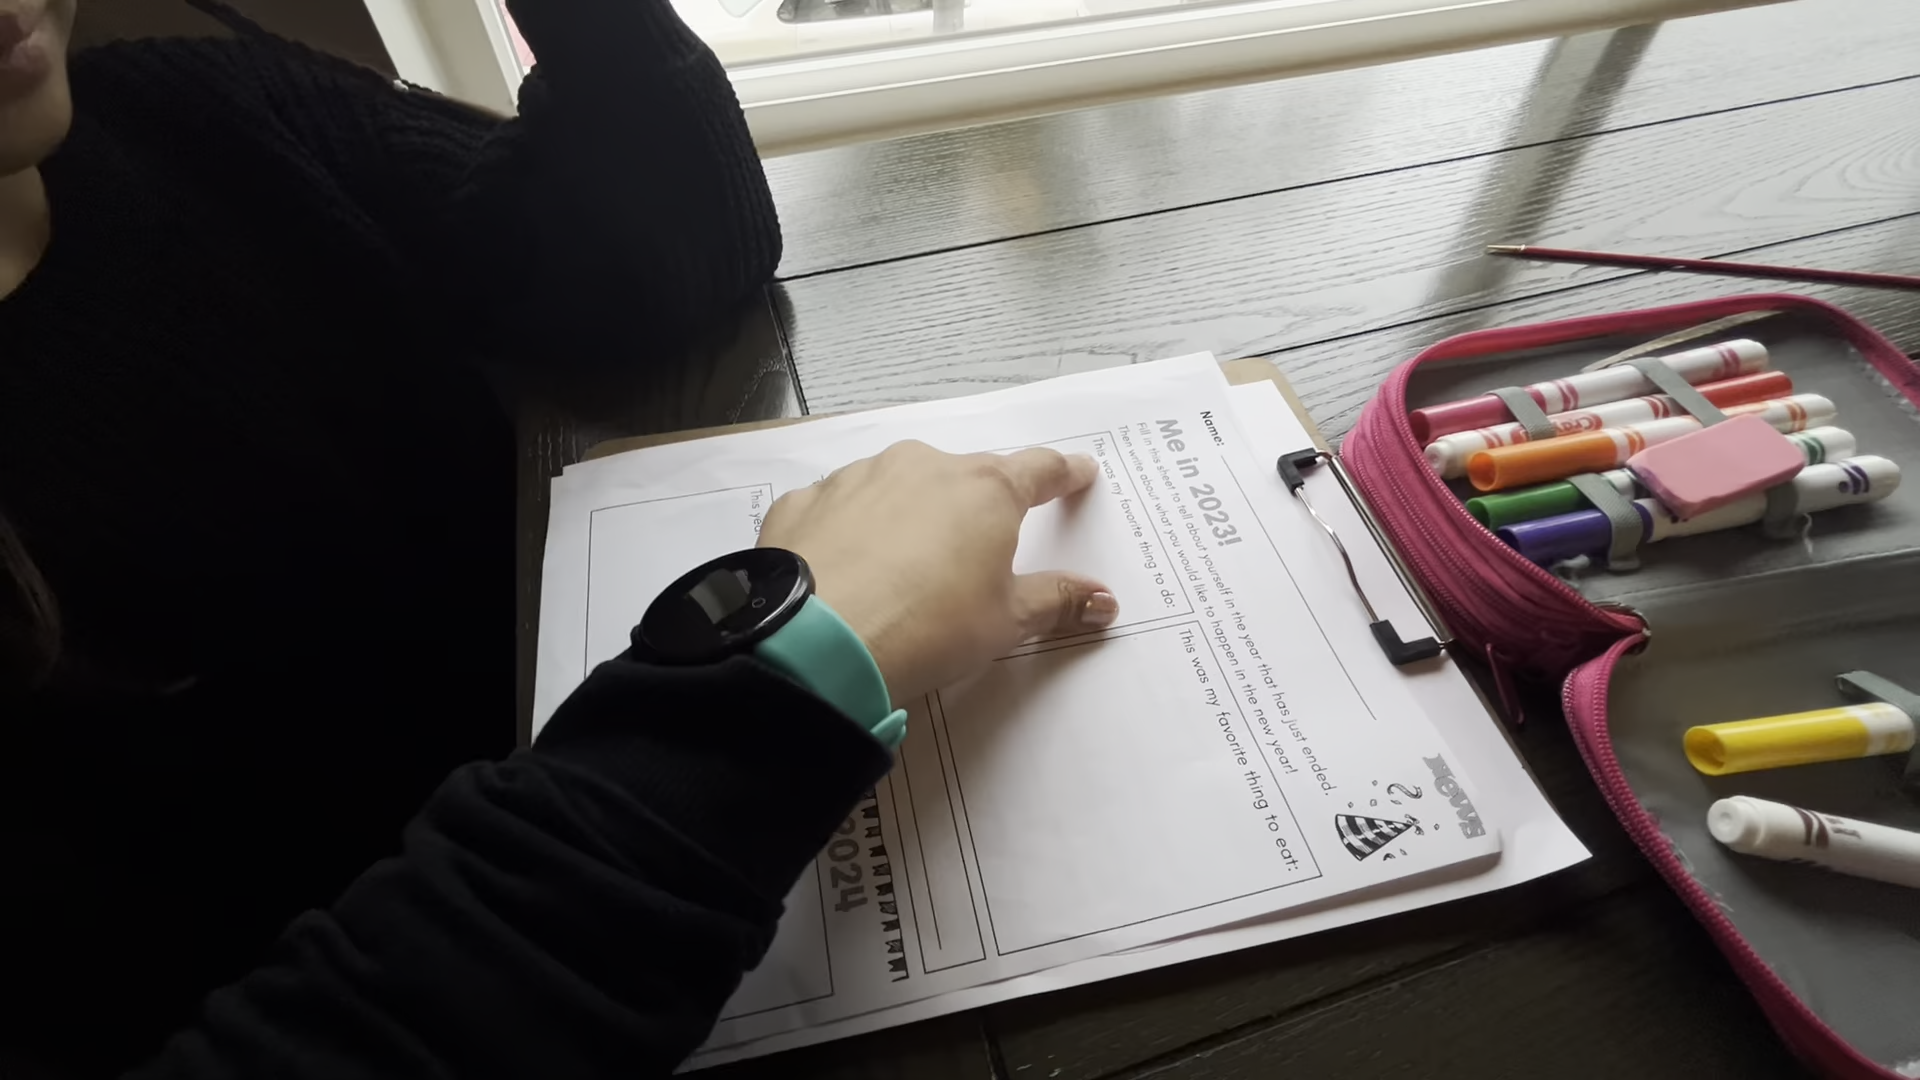 Name:
Me in 2023!
Fill in this sheet to tell about yourself in the year that has just ended.
Then write about what you would like to happen in the new year!
This was my favorite thing to do:
This was my favorite thing to eat:
This
2024